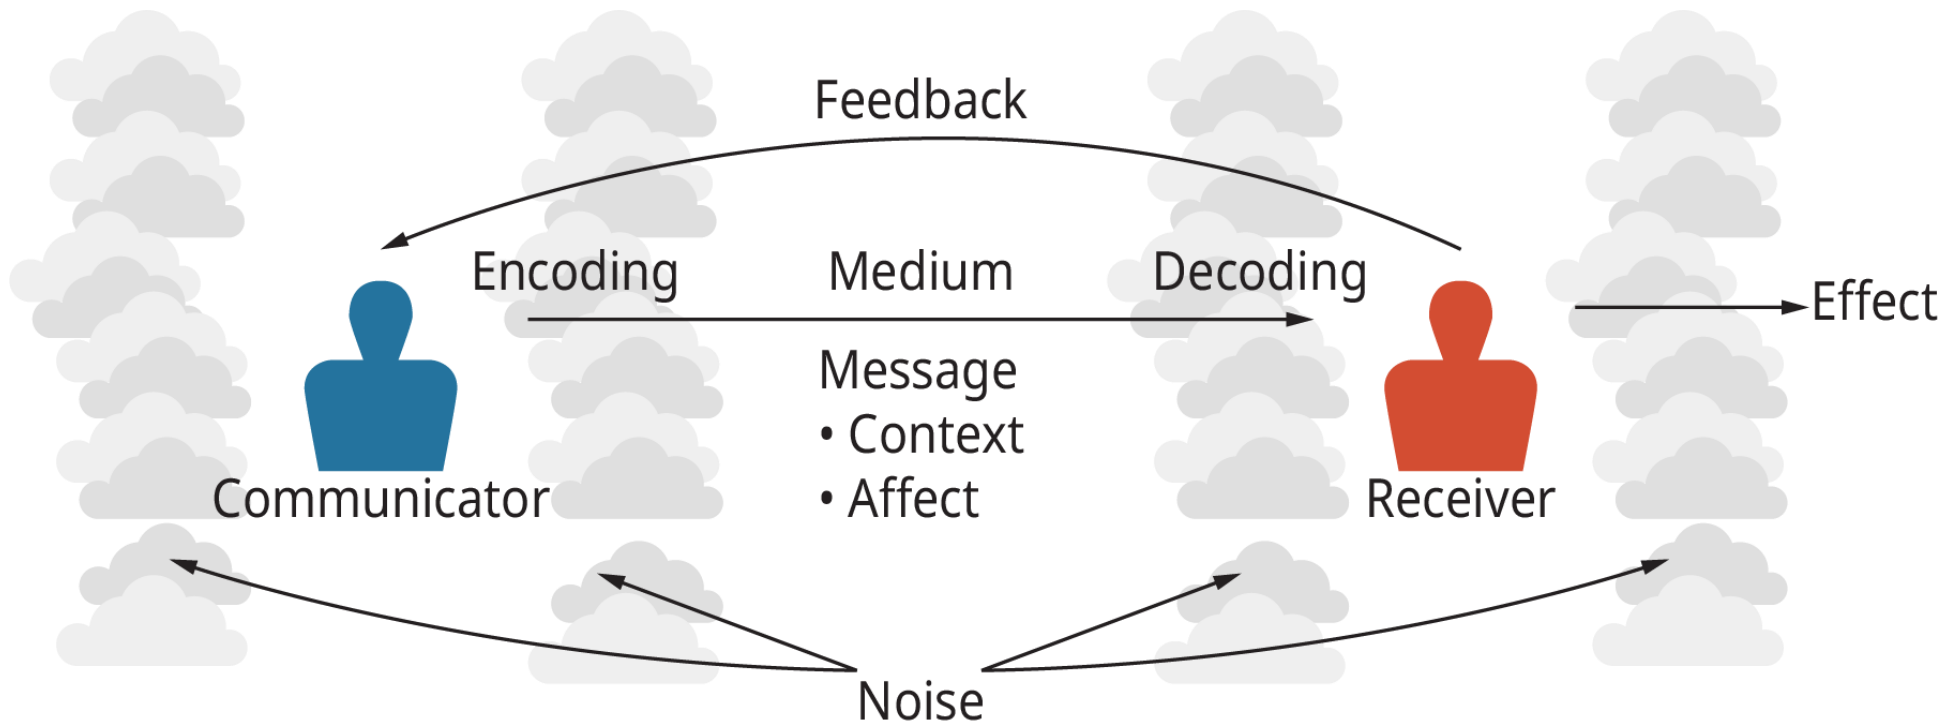 Feedback
Encoding Medium Decoding
Effect
Message
• Context
• Affect
Communicator
Receiver
Noise